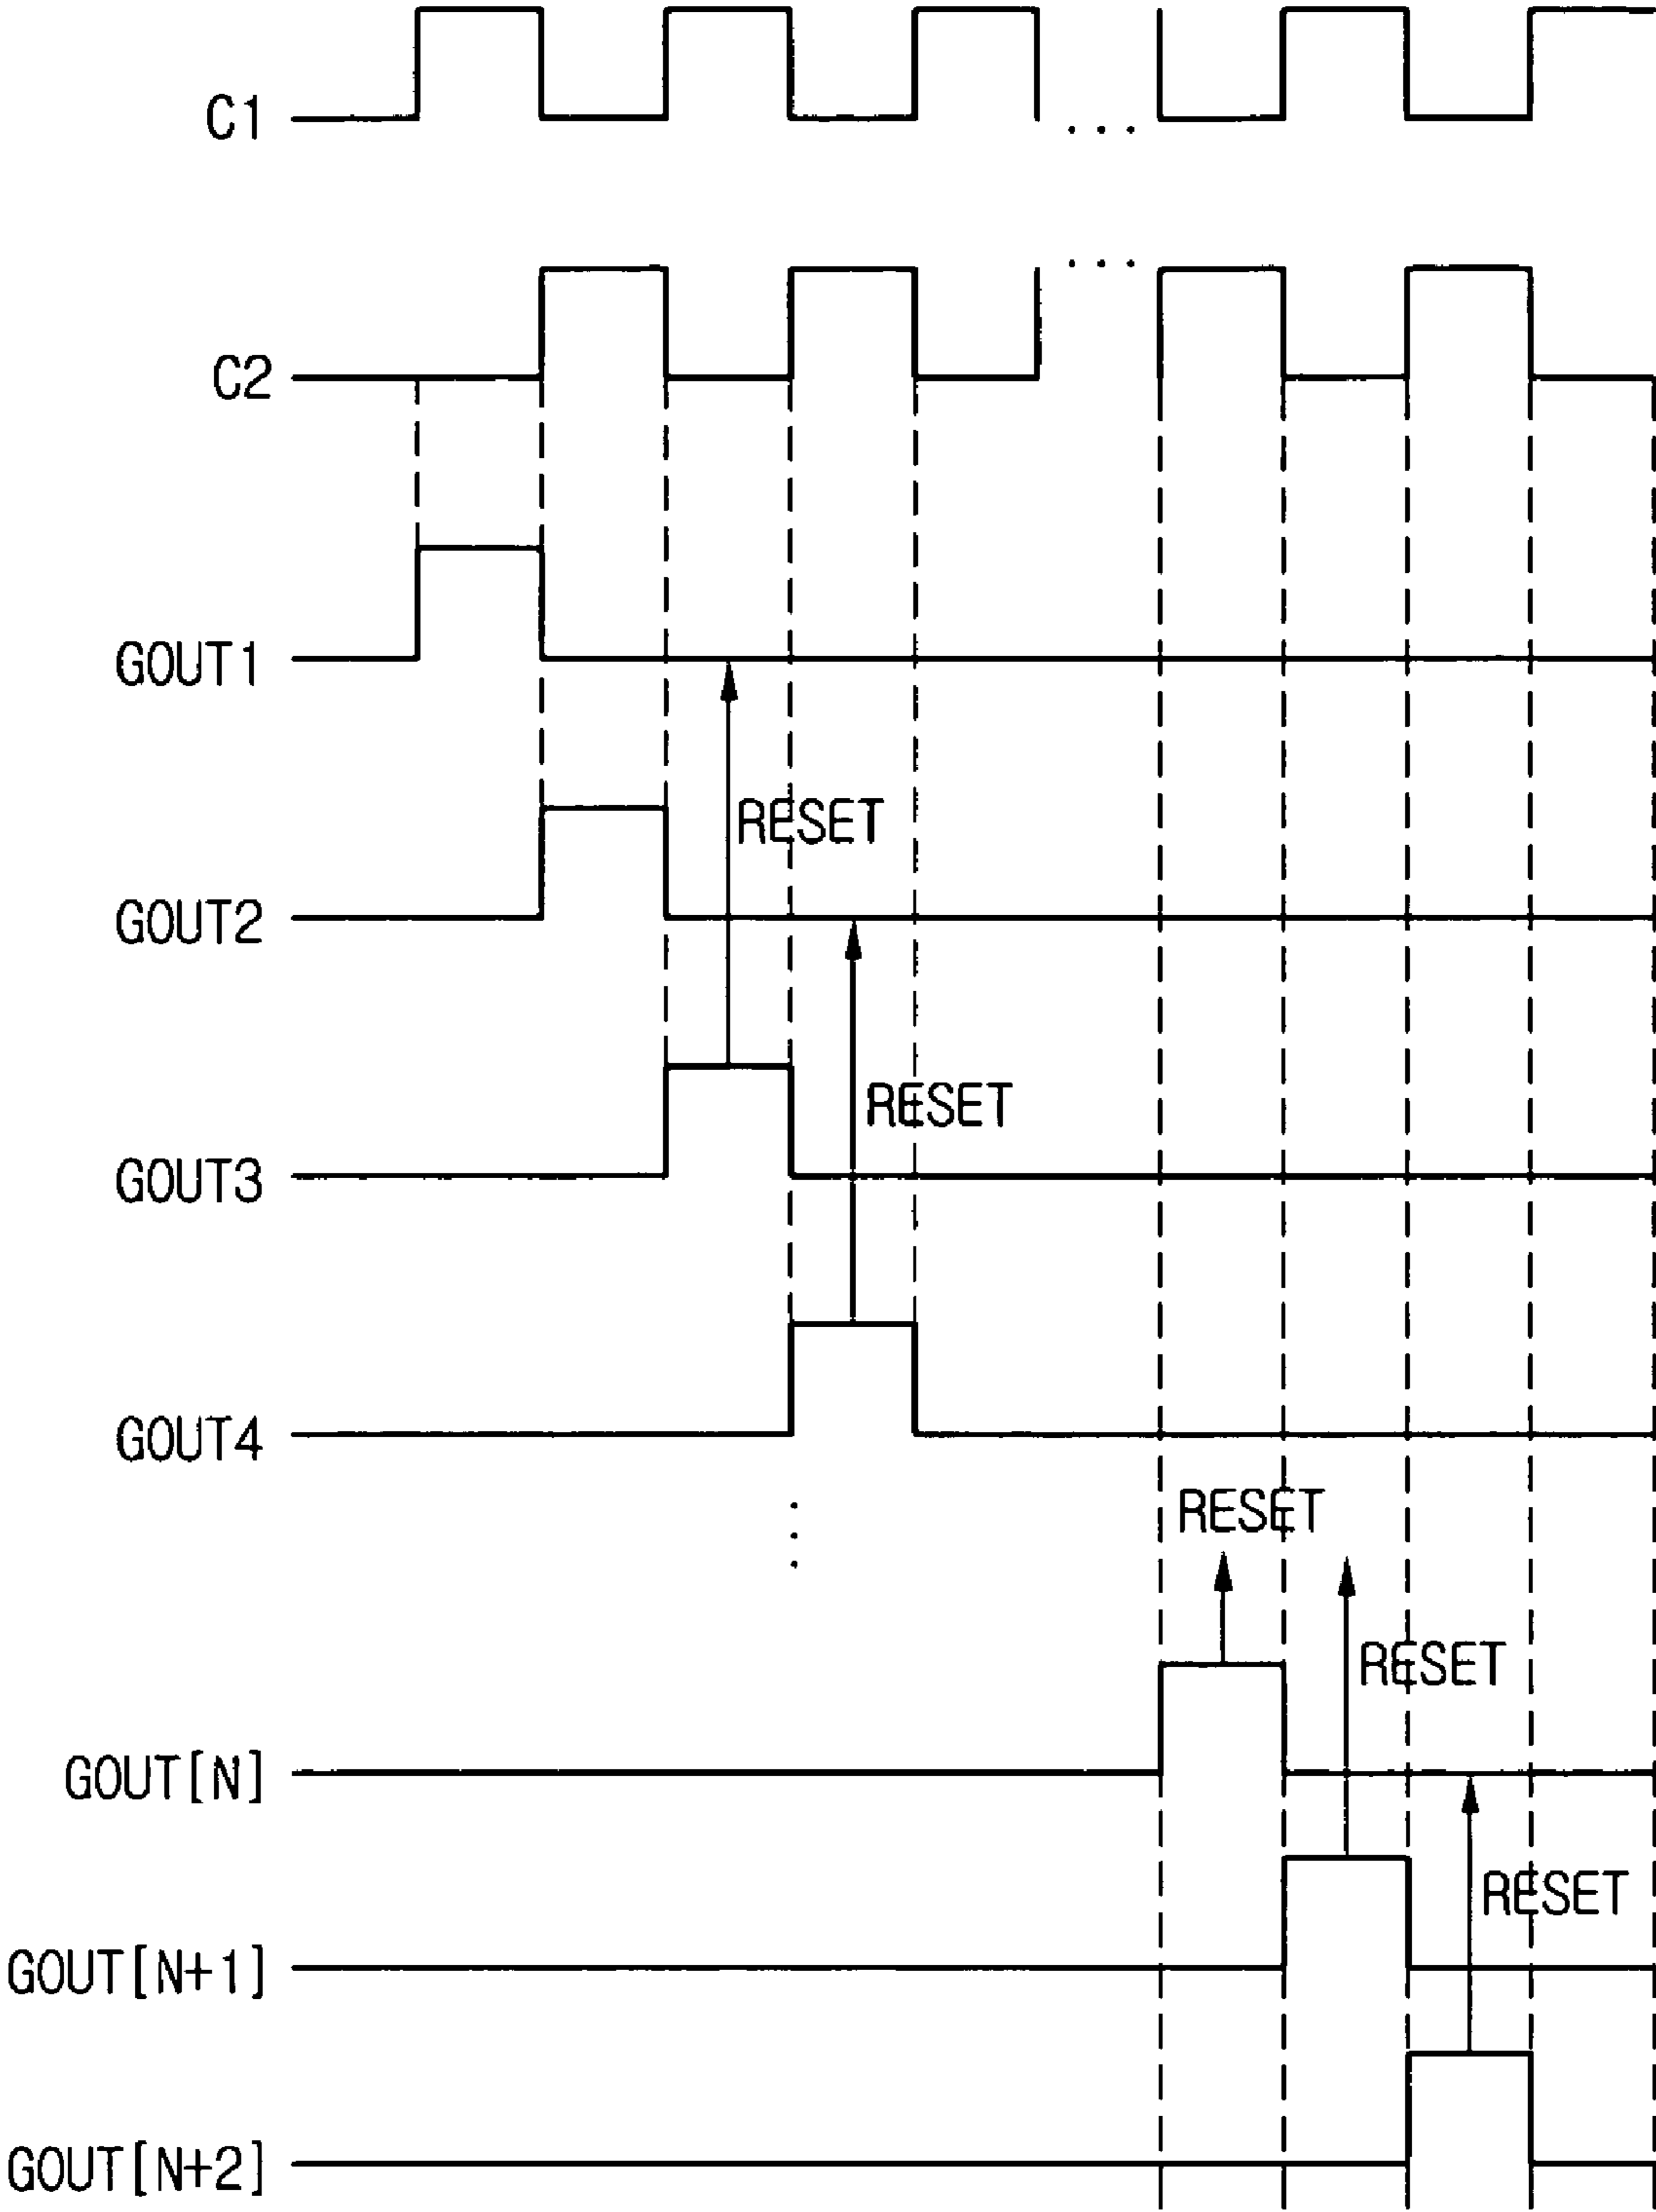 C1
...
...
C2
GOUT1
RESET
GOUT2
RESET
GOUT3
GOUT4
RESET
RESET
GOUT[N]
RESET
GOUT[N+1]
GOUT[N+2]